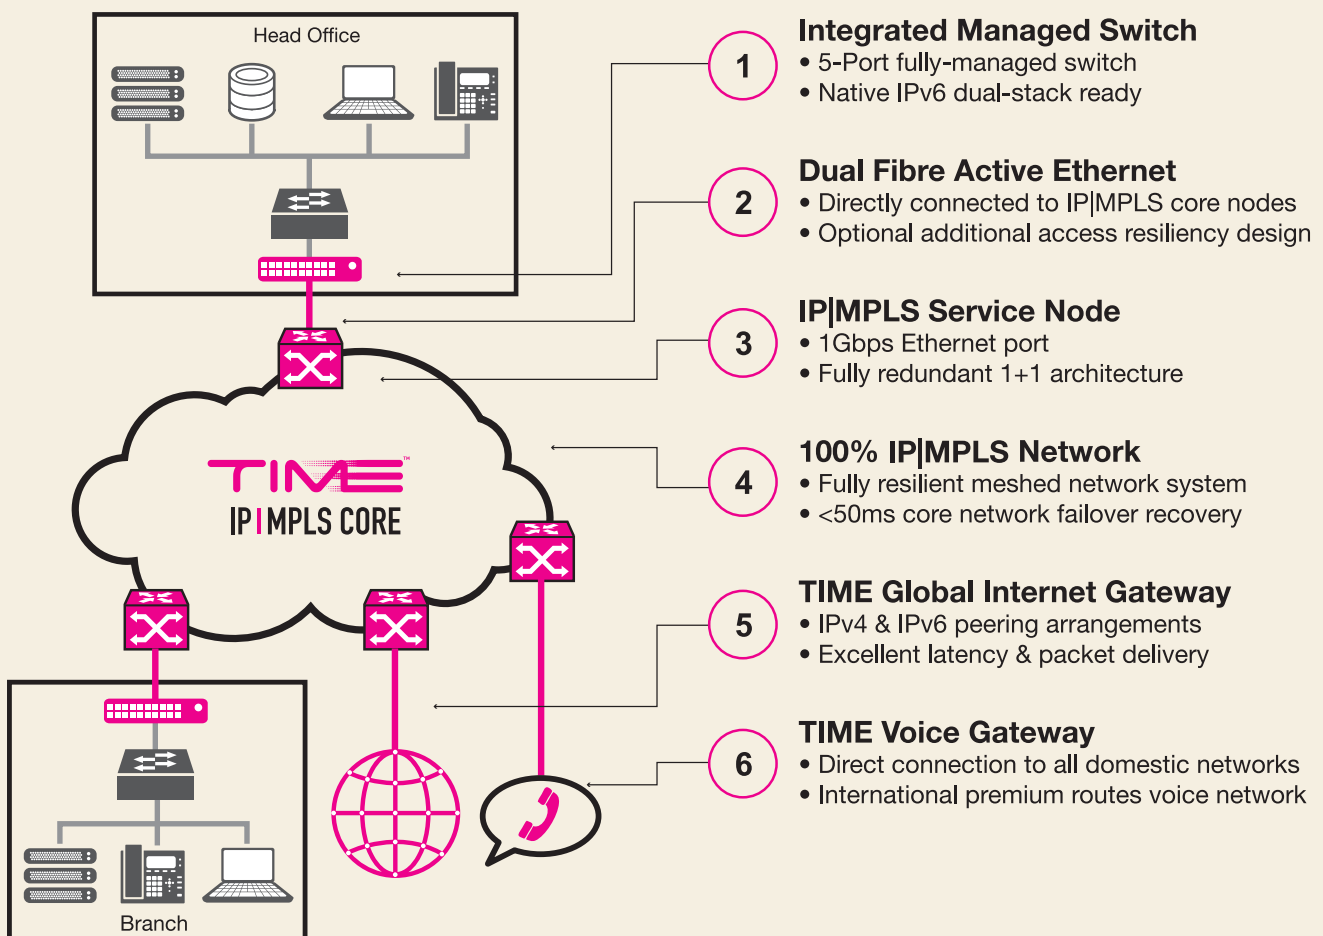 Head Office
1
Integrated Managed Switch
• 5-Port fully-managed switch
• Native IPv6 dual-stack ready
2
Dual Fibre Active Ethernet
• Directly connected to IP|MPLS core nodes
• Optional additional access resiliency design
3
IP|MPLS Service Node
• 1Gbps Ethernet port
• Fully redundant 1+1 architecture
TIME™
IP|MPLS CORE
4
100% IP|MPLS Network
• Fully resilient meshed network system
• <50ms core network failover recovery
5
TIME Global Internet Gateway
• IPv4 & IPv6 peering arrangements
• Excellent latency & packet delivery
6
TIME Voice Gateway
• Direct connection to all domestic networks
• International premium routes voice network
Branch